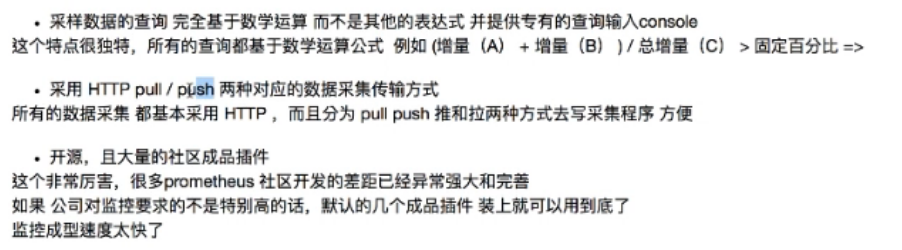 • 采样数据的查询 完全基于数学运算 而不是其他的表达式 并提供专有的查询输入console
这个特点很独特，所有的查询都基于数学运算公式 例如 (增量（A） + 增量（B） ) / 总增量（C） > 固定百分比 =>
• 采用 HTTP pull / push 两种对应的数据采集传输方式
所有的数据采集 都基本采用 HTTP ，而且分为 pull push 推和拉两种方式去写采集程序 方便
• 开源，且大量的社区成品插件
这个非常厉害，很多prometheus 社区开发的差距已经异常强大和完善
如果 公司对监控要求的不是特别高的话，默认的几个成品插件 装上就可以用到底了
监控成型速度太快了